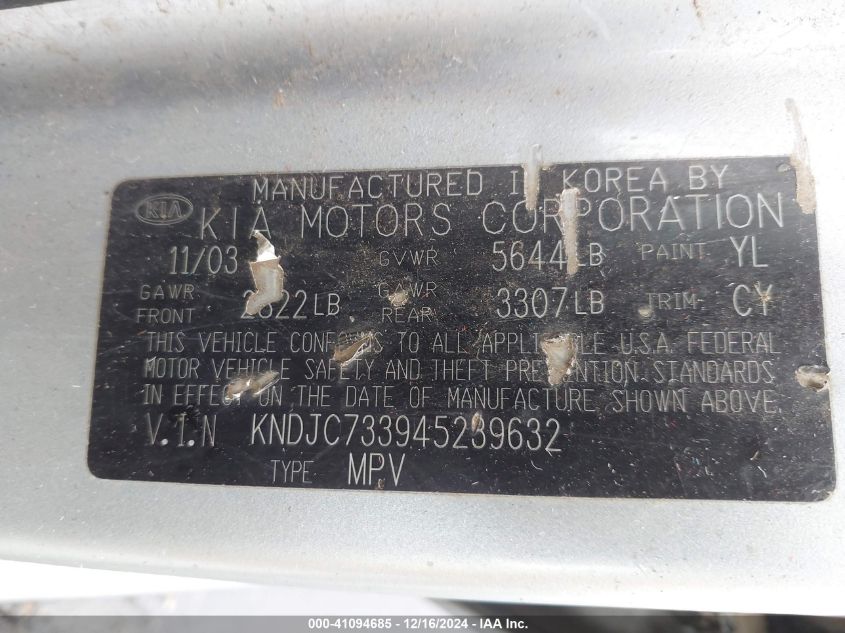 MANUFACTURED IN KOREA BY
KIA KIA MOTORS CORPORATION
11/03 GVWR 5644LB PAINT YL
GAWR FRONT 2822LB GAWR REAR 3307LB TRIM CY
THIS VEHICLE CONFORMS TO ALL APPLICABLE U.S.A. FEDERAL
MOTOR VEHICLE SAFETY AND THEFT PREVENTION STANDARDS
IN EFFECT ON THE DATE OF MANUFACTURE SHOWN ABOVE.
V.I.N KNDJC733945239632
TYPE MPV
000-41094685 - 12/16/2024 - IAA Inc.